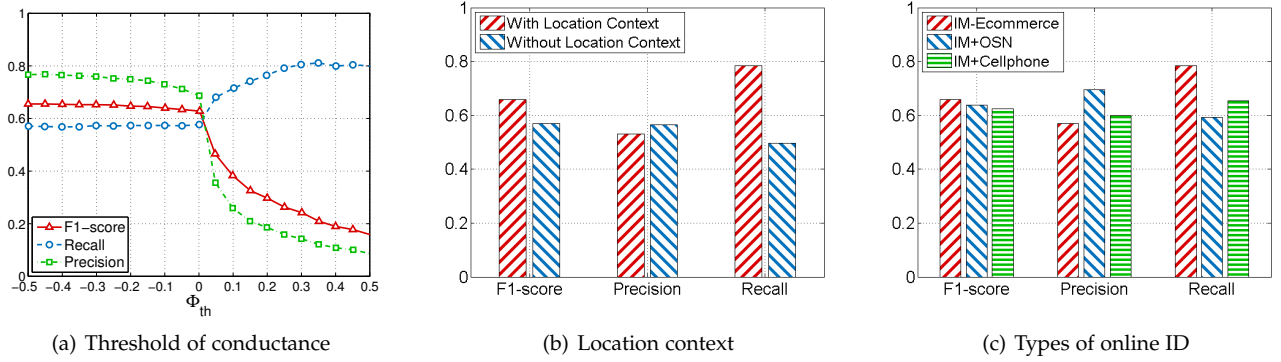 1
0.8
0.6
0.4
0.2
0
F1−score
Recall
Precision
−0.5 −0.4 −0.3 −0.2 −0.1 0 0.1 0.2 0.3 0.4 0.5
Φth
(a) Threshold of conductance
1
0.8
0.6
0.4
0.2
0
With Location Context
Without Location Context
F1-score Precision Recall
(b) Location context
1
0.8
0.6
0.4
0.2
0
IM-Ecommerce
IM+OSN
IM+Cellphone
F1-score Precision Recall
(c) Types of online ID